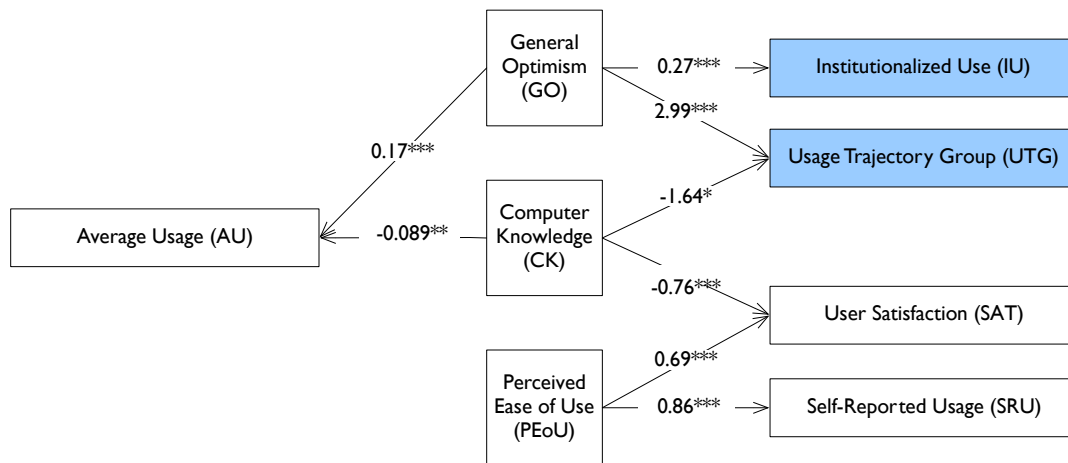 General
Optimism
(GO)
0.27***
Institutionalized Use (IU)
2.99***
0.17***
Usage Trajectory Group (UTG)
Computer
Knowledge
(CK)
-1.64*
Average Usage (AU)
-0.089**
-0.76***
User Satisfaction (SAT)
0.69***
Perceived
Ease of Use
(PEoU)
0.86***
Self-Reported Usage (SRU)